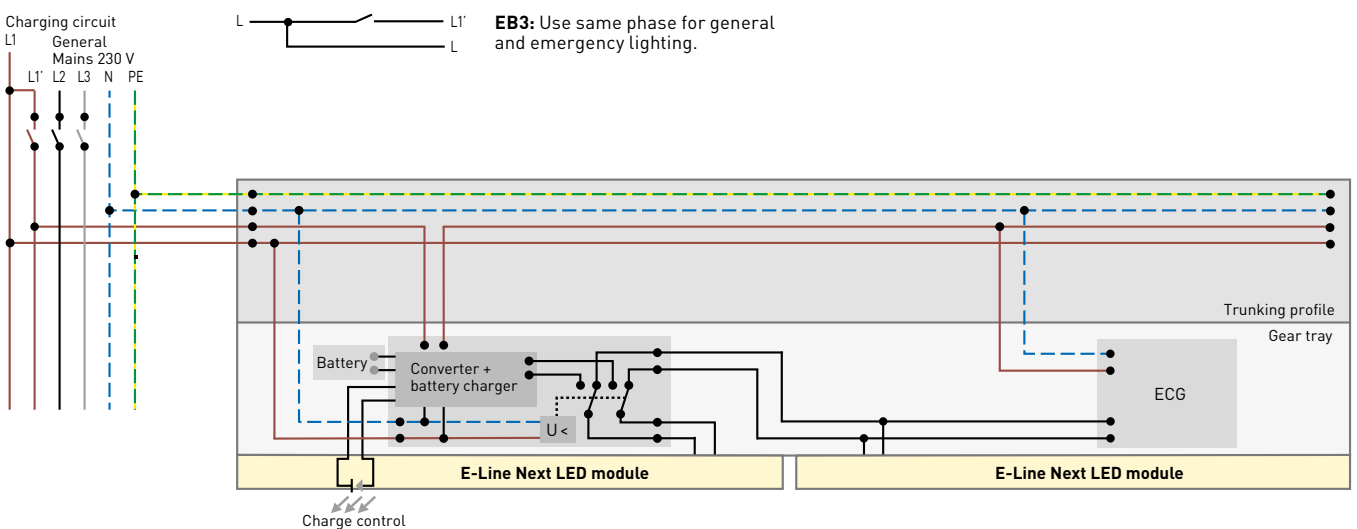 Charging circuit
L1
General
Mains 230 V
L1' L2 L3 N PE
L
L1'
L
EB3: Use same phase for general
and emergency lighting.
Trunking profile
Gear tray
Battery
Converter +
battery charger
U <
ECG
E-Line Next LED module
E-Line Next LED module
Charge control